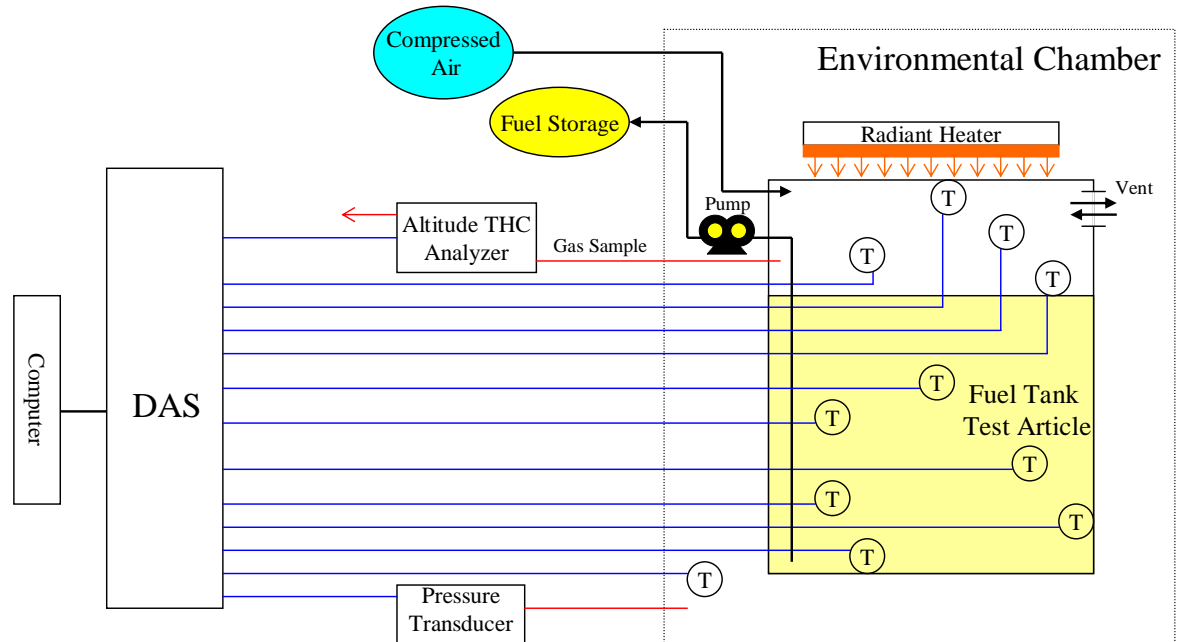 Compressed
Air
Environmental Chamber
Fuel Storage
Radiant Heater
Vent
Pump
T
Altitude THC
Analyzer
Gas Sample
T
T
T
Computer
DAS
T
Fuel Tank
Test Article
T
T
T
T
T
T
Pressure
Transducer